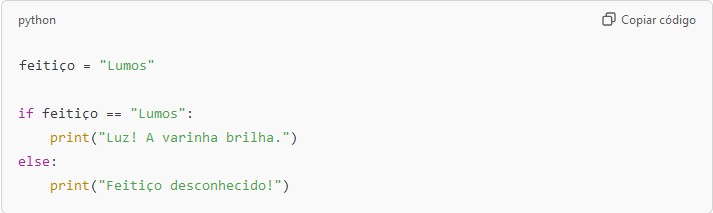 python
Copiar código
feitiço = "Lumos"
if feitiço == "Lumos":
    print("Luz! A varinha brilha.")
else:
    print("Feitiço desconhecido!")